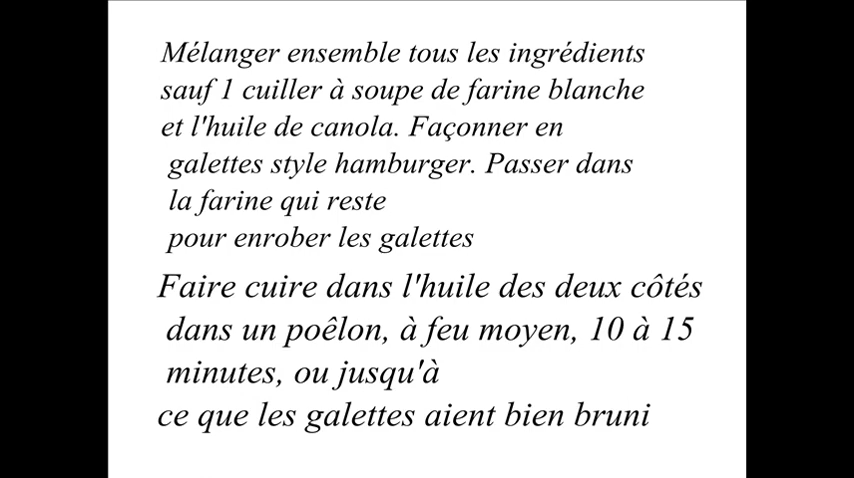 Mélanger ensemble tous les ingrédients
sauf 1 cuiller à soupe de farine blanche
et l'huile de canola. Façonner en
galettes style hamburger. Passer dans
la farine qui reste
pour enrober les galettes
Faire cuire dans l'huile des deux côtés
dans un poêlon, à feu moyen, 10 à 15
minutes, ou jusqu'à
ce que les galettes aient bien bruni